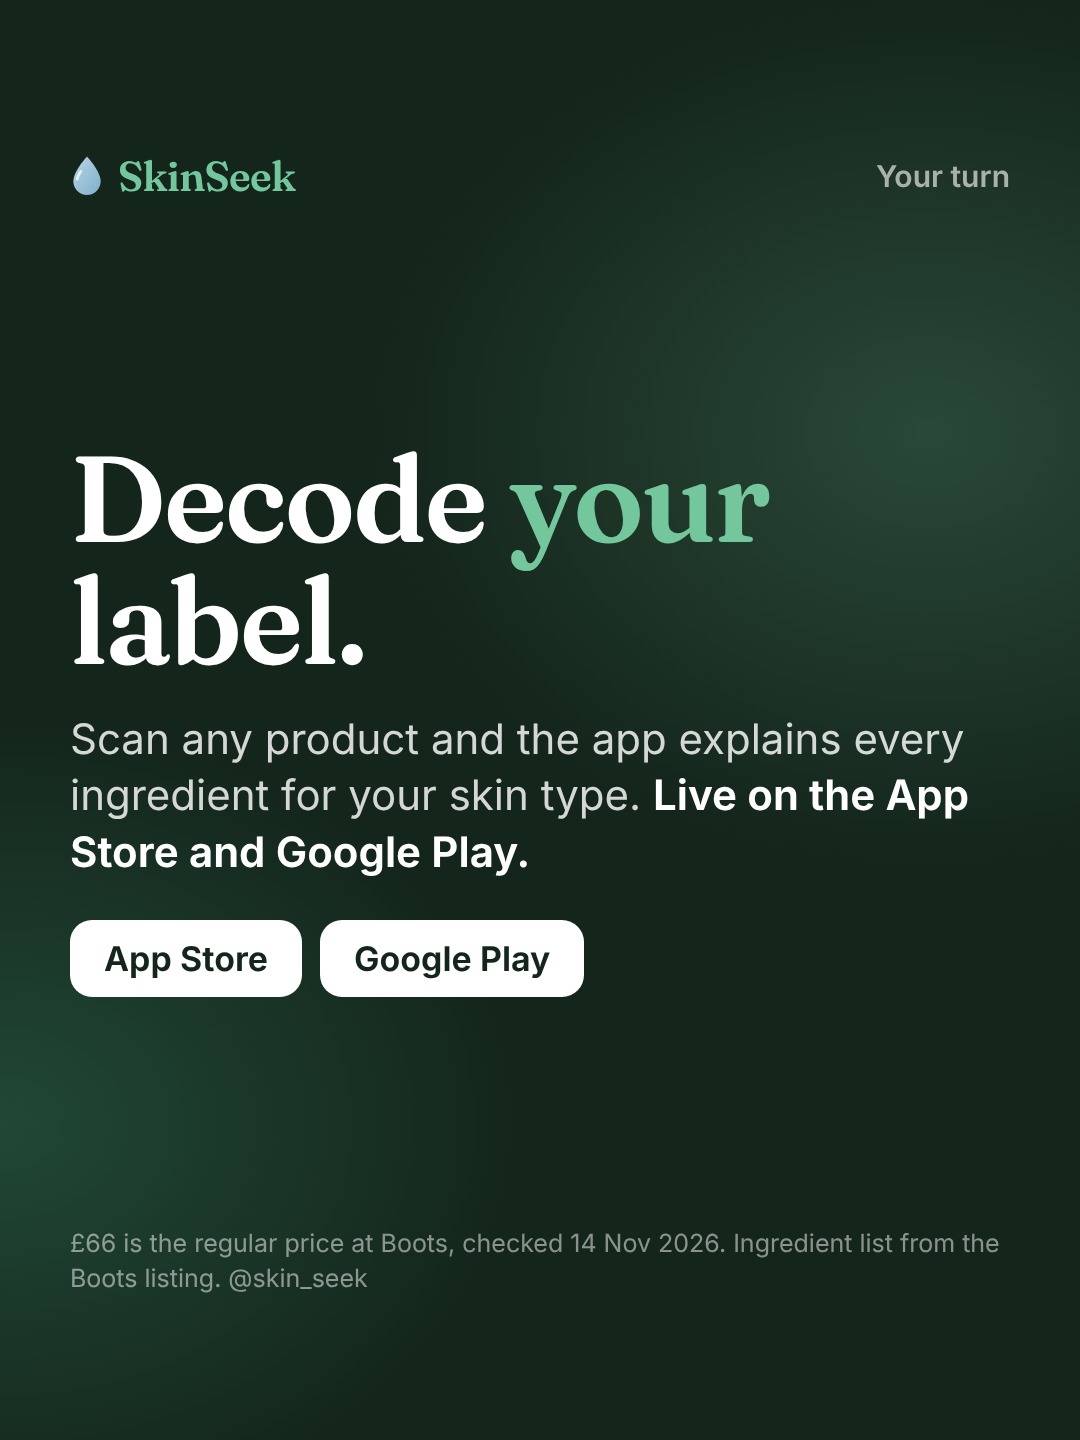 SkinSeek
Your turn
Decode your
label.
Scan any product and the app explains every
ingredient for your skin type. Live on the App
Store and Google Play.
App Store
Google Play
£66 is the regular price at Boots, checked 14 Nov 2026. Ingredient list from the
Boots listing. @skin_seek